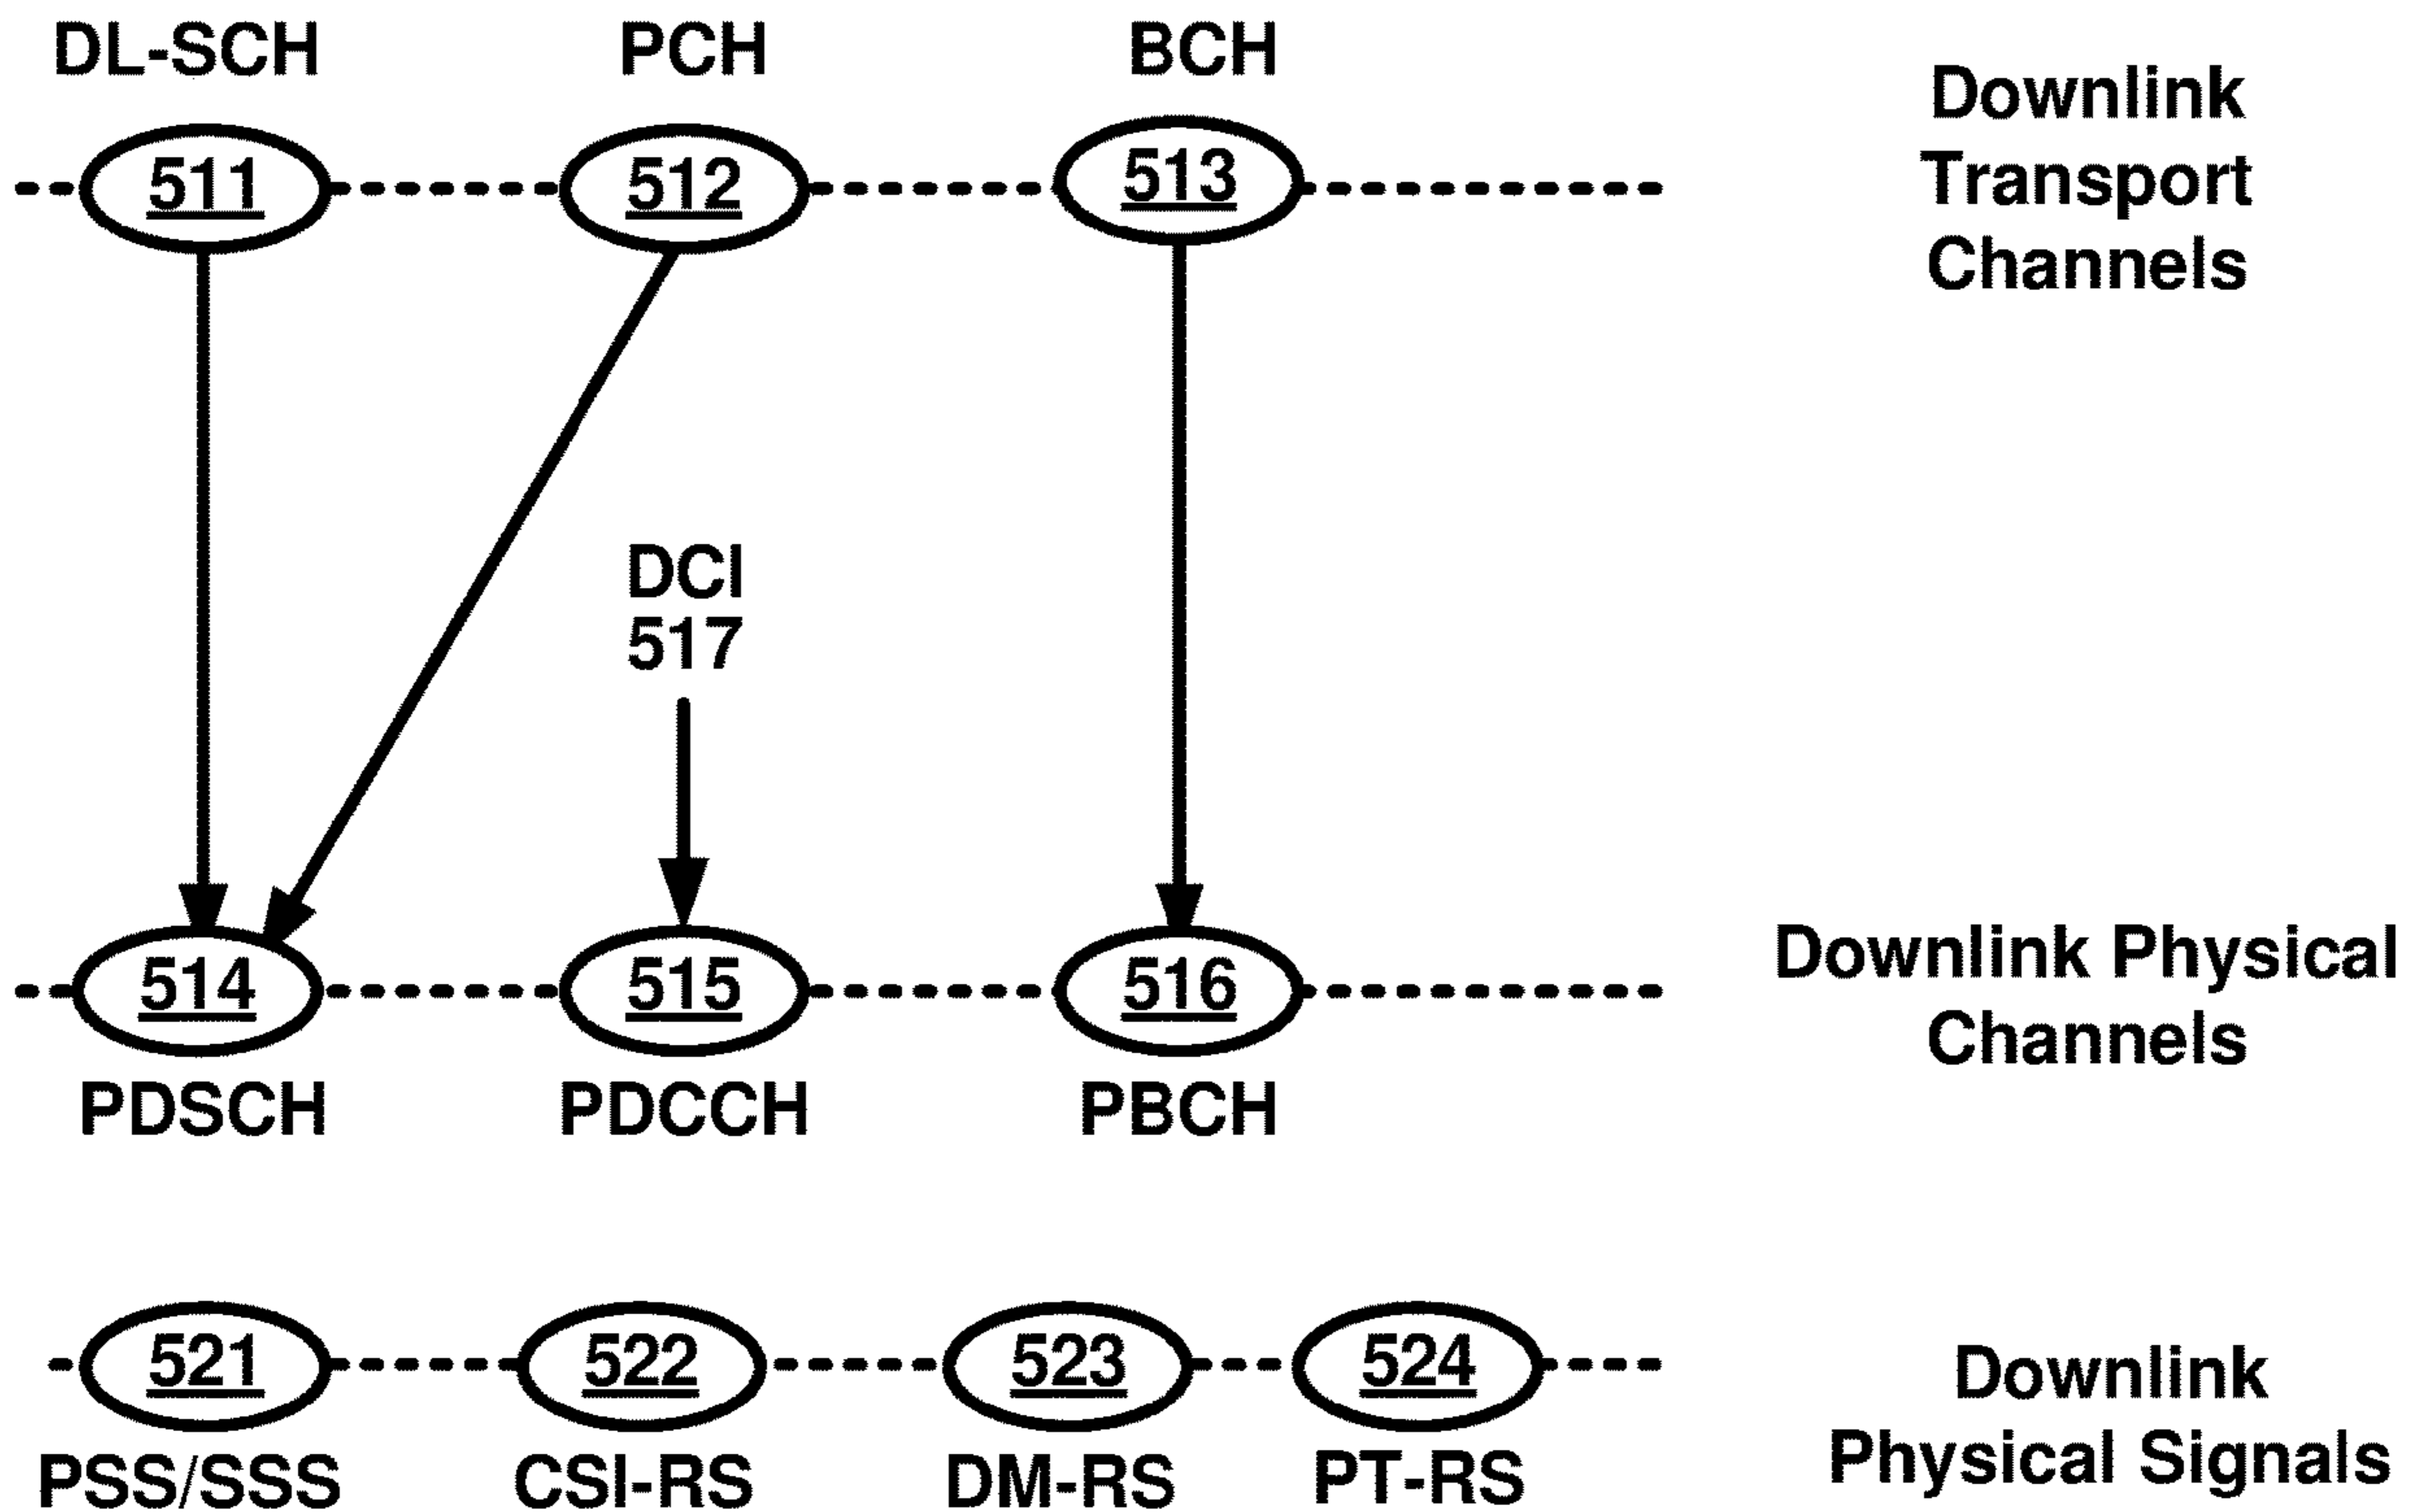 DL-SCH PCH BCH
Downlink
Transport
Channels
511 512 513
DCI
517
514 515 516
Downlink Physical
Channels
PDSCH PDCCH PBCH
521 522 523 524
Downlink
Physical Signals
PSS/SSS CSI-RS DM-RS PT-RS